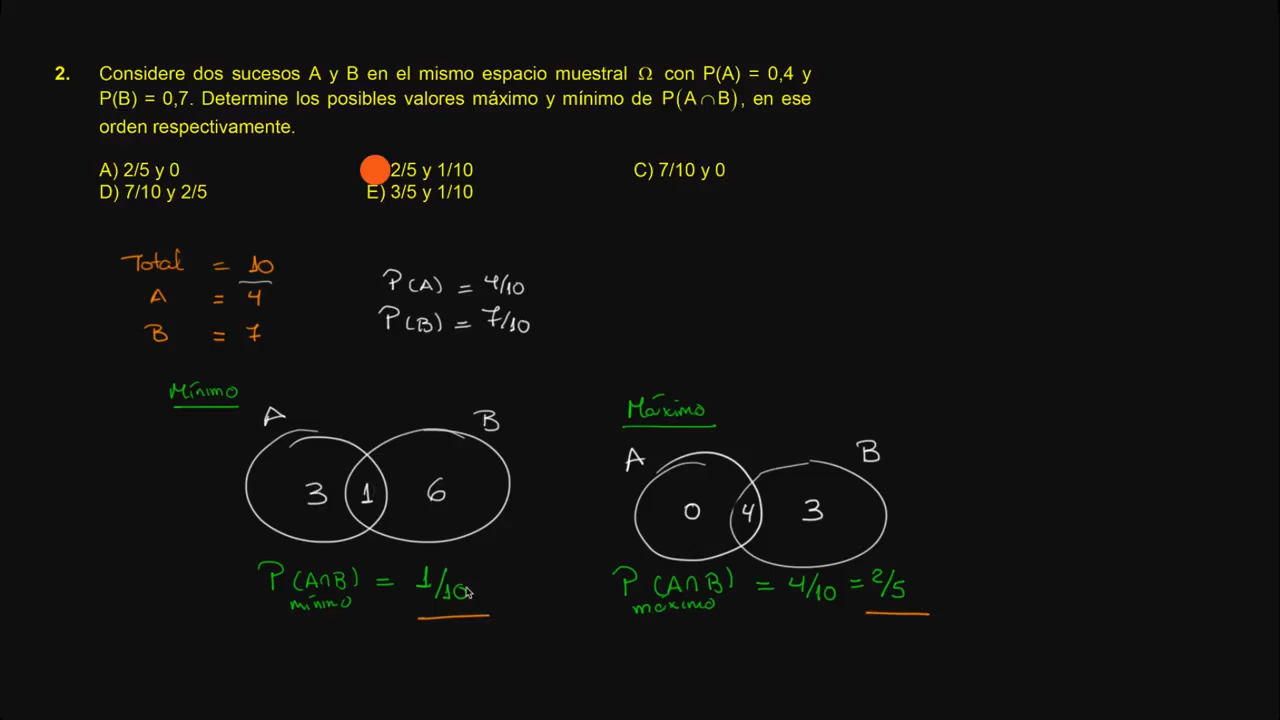 2. Considere dos sucesos A y B en el mismo espacio muestral Ω con P(A) = 0,4 y
P(B) = 0,7. Determine los posibles valores máximo y mínimo de P(A∩B), en ese
orden respectivamente.
A) 2/5 y 0
2/5 y 1/10
C) 7/10 y 0
D) 7/10 y 2/5
E) 3/5 y 1/10
Total = 10
A = 4
B = 7
P(A) = 4/10
P(B) = 7/10
Mínimo
A
B
3 1 6
P(A∩B) = 1/10
mínimo
Máximo
A
B
0 4 3
P(A∩B) = 4/10 = 2/5
maximo